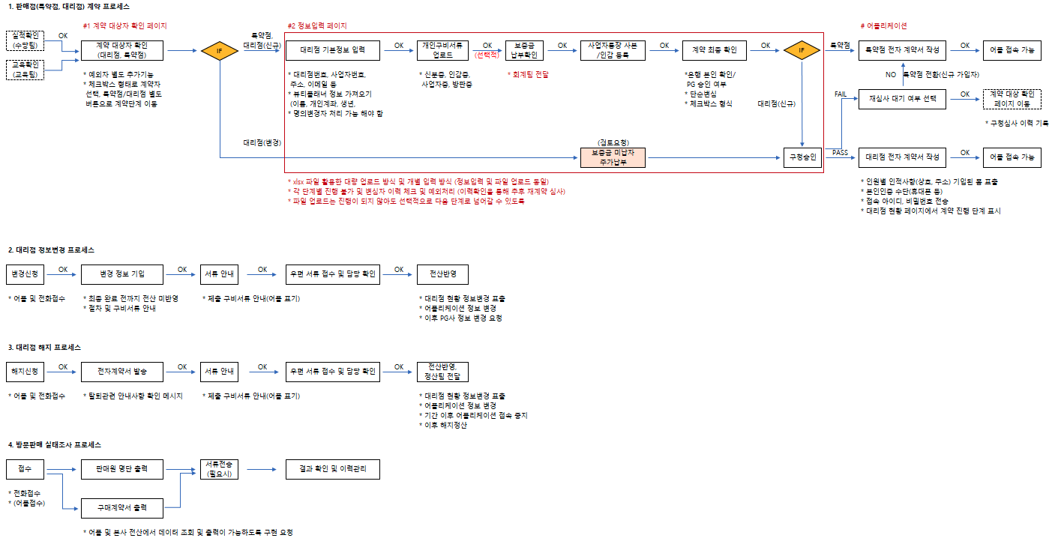 1. 판매점(특약점, 대리점) 계약 프로세스
#1 계약 대상자 확인 페이지
#2 정보입력 페이지
# 어플리케이션
실적확인
(수망팀)
교육확인
(교육팀)
OK
계약 대상자 확인
(대리점, 특약점)
* 예외자 별도 추가기능
* 체크박스 형태로 계약자
선택, 특약점/대리점 별도
버튼으로 계약단계 이동
IF
특약점,
대리점(신규)
대리점(변경)
대리점 기본정보 입력
* 대리점번호, 사업자번호,
주소, 이메일 등
* 뷰티플래너 정보 가져오기
(이름, 개인계좌, 생년,
* 명의변경자 처리 가능 해야 함
OK
개인구비서류
업로드
* 신분증, 인감증,
사업자증, 방판증
OK
(선택적)
보증금
납부확인
* 회계팀 전달
OK
사업자통장 사본
/인감 등록
OK
계약 최종 확인
*은행 본인 확인/
PG 승인 여부
* 단순변심
* 체크박스 형식
OK
IF
대리점(신규)
(검토요청)
보증금 미납자
추가납부
구정승인
특약점
특약점 전자 계약서 작성
OK
어플 접속 가능
NO
특약점 전환(신규 가입자)
FAIL
재심사 대기 여부 선택
OK
계약 대상 확인
페이지 이동
* 구정심사 이력 기록
PASS
대리점 전자 계약서 작성
OK
어플 접속 가능
* 인원별 인적사항(상호, 주소) 기입된 폼 표출
* 본인인증 수단(휴대폰 등)
* 접속 아이디, 비밀번호 전송
* 대리점 현황 페이지에서 계약 진행 단계 표시
* xlsx 파일 활용한 대량 업로드 방식 및 개별 입력 방식 (정보입력 및 파일 업로드 동일)
* 각 단계별 진행 불가 및 변심자 이력 체크 및 예외처리 (이력확인을 통해 추후 재계약 심사)
* 파일 업로드는 진행이 되지 않아도 선택적으로 다음 단계로 넘어갈 수 있도록
2. 대리점 정보변경 프로세스
변경신청
OK
변경 정보 기입
OK
서류 안내
OK
우편 서류 접수 및 담당 확인
OK
전산반영
* 어플 및 전화접수
* 최종 완료 전까지 전산 미반영
* 절차 및 구비서류 안내
* 제출 구비서류 안내(어플 표기)
* 대리점 현황 정보변경 표출
* 어플리케이션 정보 변경
* 이후 PG사 정보 변경 요청
3. 대리점 해지 프로세스
해지신청
OK
전자계약서 발송
OK
서류 안내
OK
우편 서류 접수 및 담당 확인
OK
전산반영,
정산팀 전달
* 어플 및 전화접수
* 탈퇴관련 안내사항 확인 메시지
* 제출 구비서류 안내(어플 표기)
* 대리점 현황 정보변경 표출
* 어플리케이션 정보 변경
* 기간 이후 어플리케이션 접속 중지
* 이후 해지정산
4. 방문판매 실태조사 프로세스
접수
판매원 명단 출력
서류전송
(필요시)
결과 확인 및 이력관리
* 전화접수
* (어플접수)
구매계약서 출력
* 어플 및 본사 전산에서 데이터 조회 및 출력이 가능하도록 구현 요청